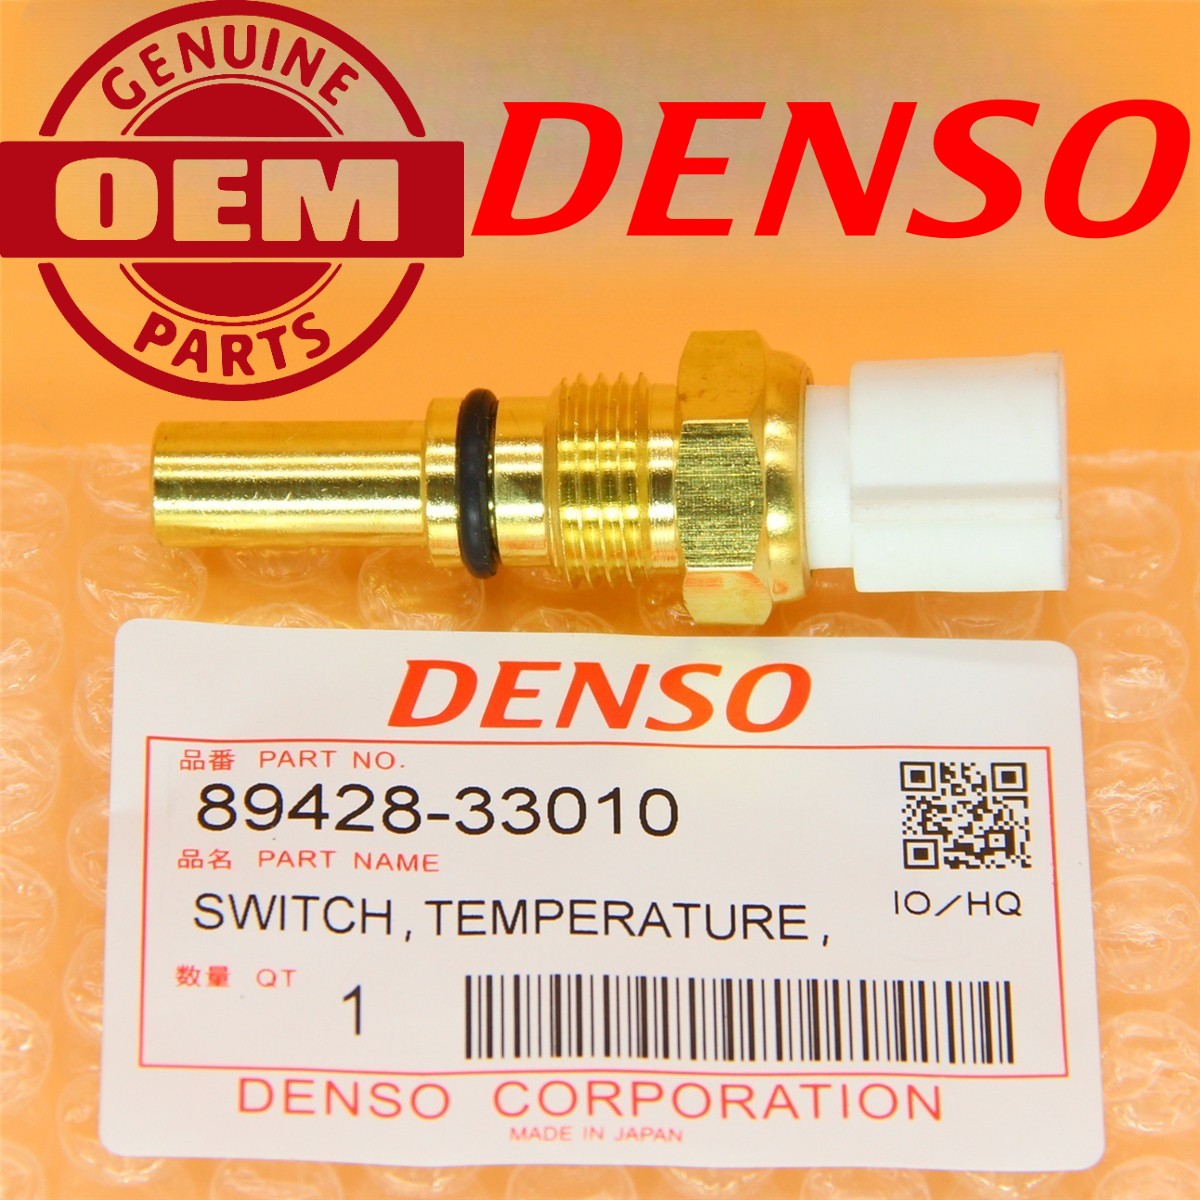 GENUINE
OEM
PARTS
DENSO
DENSO
品番 PART NO.
89428-33010
品名 PART NAME
SWITCH, TEMPERATURE,
IO/HQ
数量 QT
1
DENSO CORPORATION
MADE IN JAPAN